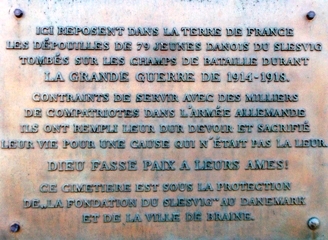 ICI REPOSENT DANS LA TERRE DE FRANCE
LES DÉPOUILLES DE 79 JEUNES DANOIS DU SLESVIG
TOMBÉS SUR LES CHAMPS DE BATAILLE DURANT
LA GRANDE GUERRE DE 1914-1918.
CONTRAINTS DE SERVIR AVEC DES MILLIERS
DE COMPATRIOTES DANS L'ARMÉE ALLEMANDE
ILS ONT REMPLI LEUR DUR DEVOIR ET SACRIFIÉ
LEUR VIE POUR UNE CAUSE QUI N'ÉTAIT PAS LA LEUR.
DIEU FASSE PAIX A LEURS ÂMES!
CE CIMETIÈRE EST SOUS LA PROTECTION
DE „LA FONDATION DU SLESVIG" AU DANEMARK
ET DE LA VILLE DE BRAINE.